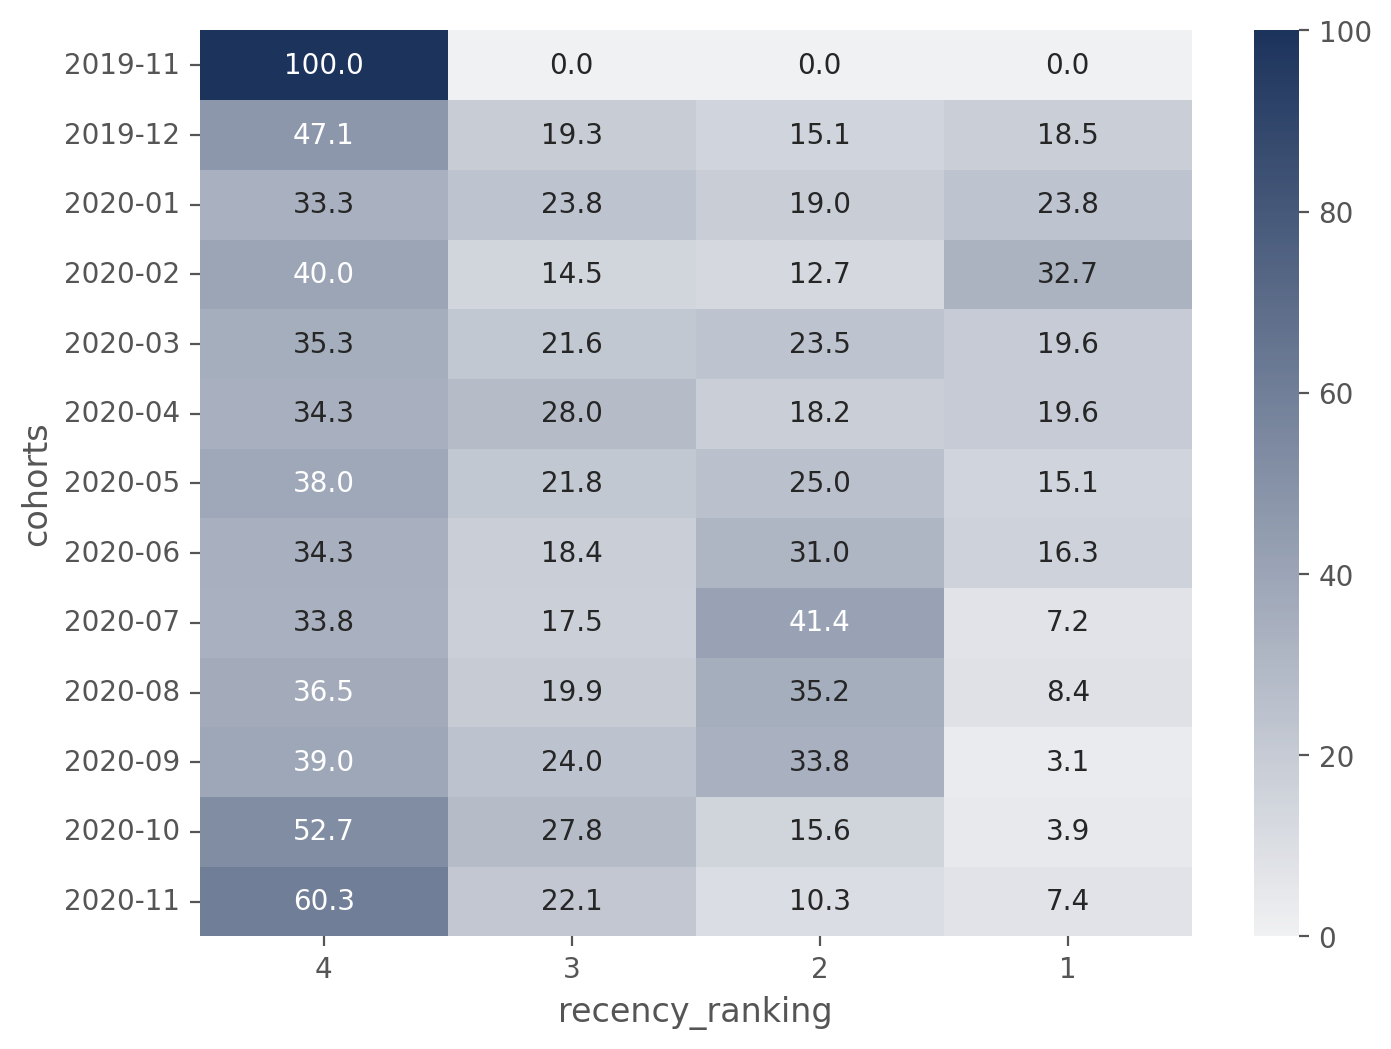 2019-11 100.0 0.0 0.0 0.0 100
2019-12 47.1 19.3 15.1 18.5
2020-01 33.3 23.8 19.0 23.8 80
2020-02 40.0 14.5 12.7 32.7
2020-03 35.3 21.6 23.5 19.6 60
2020-04 34.3 28.0 18.2 19.6
cohorts
2020-05 38.0 21.8 25.0 15.1
2020-06 34.3 18.4 31.0 16.3 40
2020-07 33.8 17.5 41.4 7.2
2020-08 36.5 19.9 35.2 8.4
2020-09 39.0 24.0 33.8 3.1 20
2020-10 52.7 27.8 15.6 3.9
2020-11 60.3 22.1 10.3 7.4 0
4 3 2 1
recency_ranking